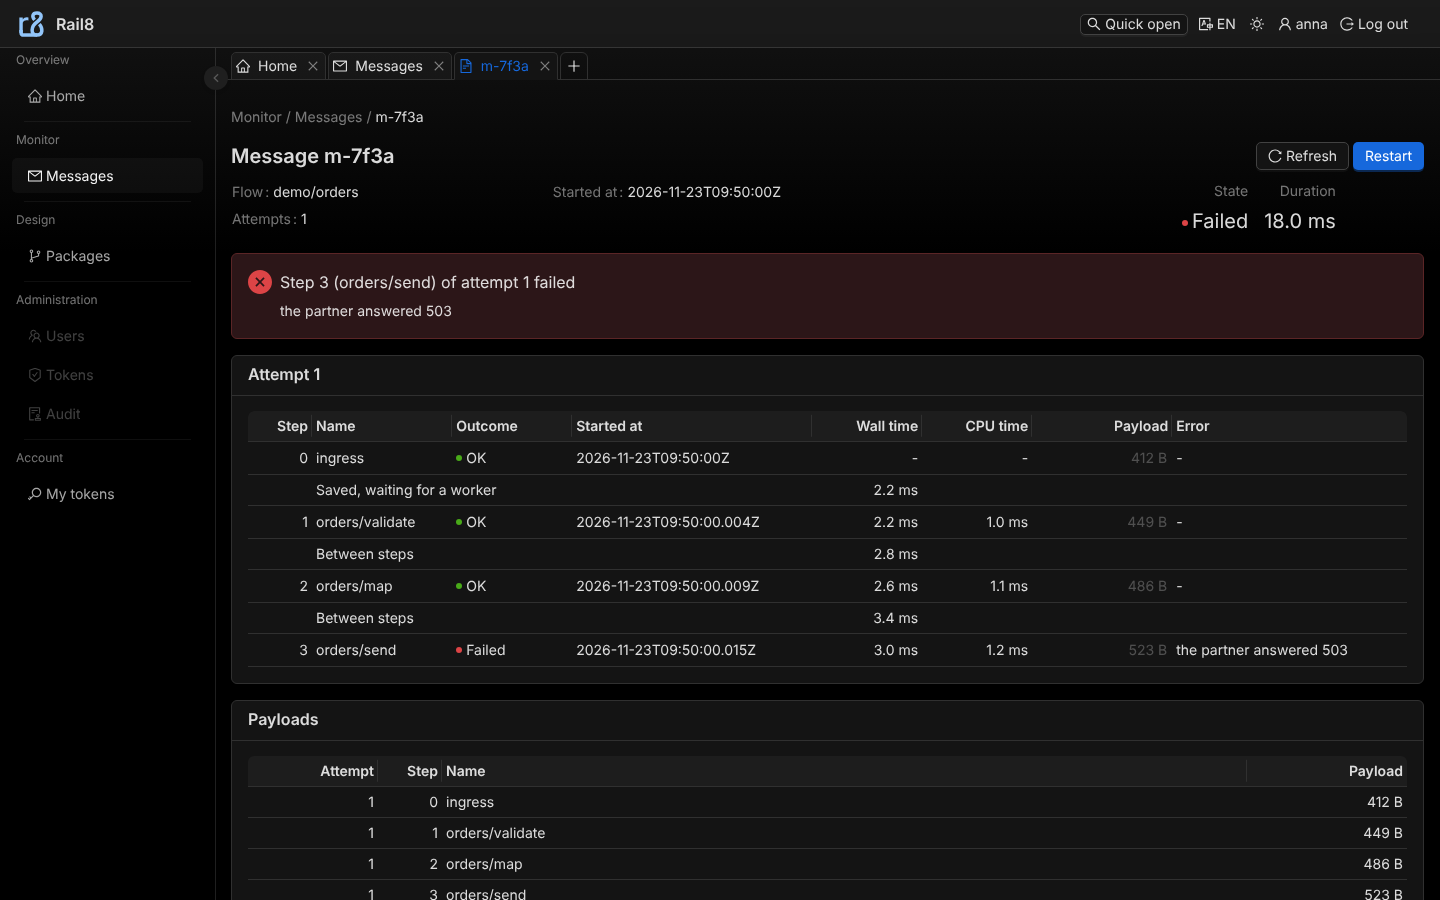 Rail8
Quick open
EN
anna
Log out
Overview
Home
Monitor
Messages
Design
Packages
Administration
Users
Tokens
Audit
Account
My tokens
Home
Messages
m-7f3a
Monitor / Messages / m-7f3a
Message m-7f3a
Refresh
Restart
Flow : demo/orders
Started at : 2026-11-23T09:50:00Z
Attempts : 1
State
Duration
Failed
18.0 ms
Step 3 (orders/send) of attempt 1 failed
the partner answered 503
Attempt 1
Step Name Outcome Started at Wall time CPU time Payload Error
0 ingress OK 2026-11-23T09:50:00Z - - 412 B -
Saved, waiting for a worker 2.2 ms
1 orders/validate OK 2026-11-23T09:50:00.004Z 2.2 ms 1.0 ms 449 B -
Between steps 2.8 ms
2 orders/map OK 2026-11-23T09:50:00.009Z 2.6 ms 1.1 ms 486 B -
Between steps 3.4 ms
3 orders/send Failed 2026-11-23T09:50:00.015Z 3.0 ms 1.2 ms 523 B the partner answered 503
Payloads
Attempt Step Name Payload
1 0 ingress 412 B
1 1 orders/validate 449 B
1 2 orders/map 486 B
1 3 orders/send 523 B